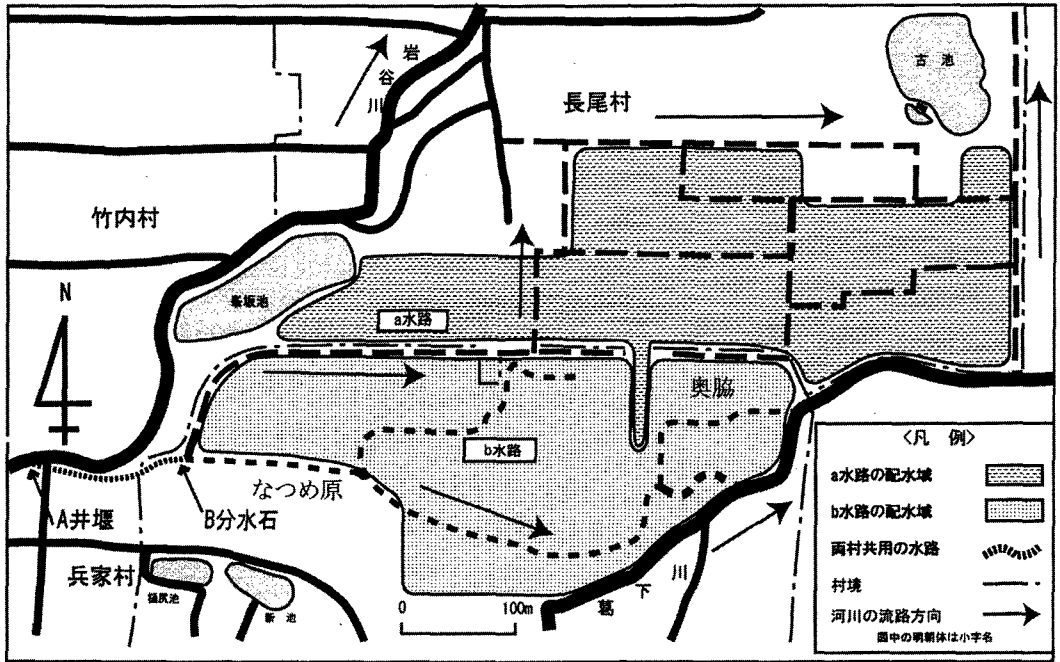 岩谷川
古池
長尾村
竹内村
N
a水路
奥脇
b水路
なつめ原
A井堰
B分水石
兵家村
新池
0 100m
葛下川
<凡例>
a水路の配水域
b水路の配水域
両村共用の水路
村境
河川の流路方向
図中の明朝体は小字名